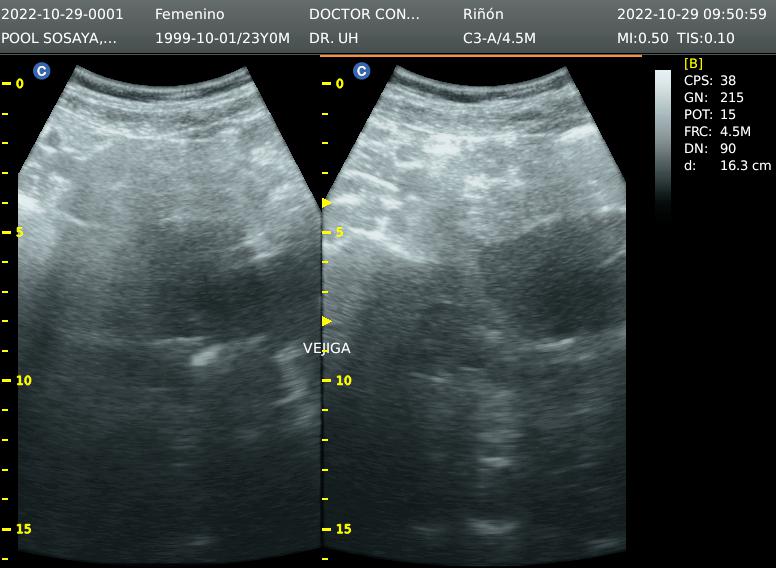 2022-10-29-0001 Femenino DOCTOR CON... Riñón 2022-10-29 09:50:59
POOL SOSAYA,... 1999-10-01/23Y0M DR. UH C3-A/4.5M MI:0.50 TIS:0.10
C C [B]
0 0 CPS: 38
GN: 215
POT: 15
FRC: 4.5M
DN: 90
d: 16.3 cm
5 5
VEJIGA
10 10
15 15